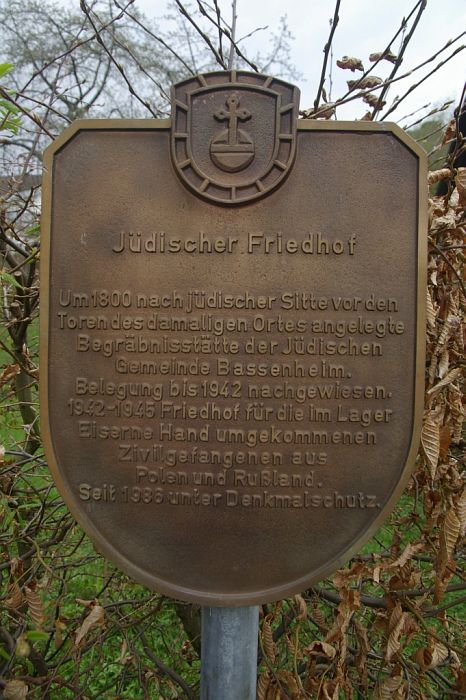 Jüdischer Friedhof
Um 1800 nach jüdischer Sitte vor den
Toren des damaligen Ortes angelegte
Begräbnisstätte der Jüdischen
Gemeinde Bassenheim.
Belegung bis 1942 nachgewiesen.
1942-1945 Friedhof für die im Lager
Eiserne Hand umgekommenen
Zivilgefangenen aus
Polen und Rußland.
Seit 1986 unter Denkmalschutz.